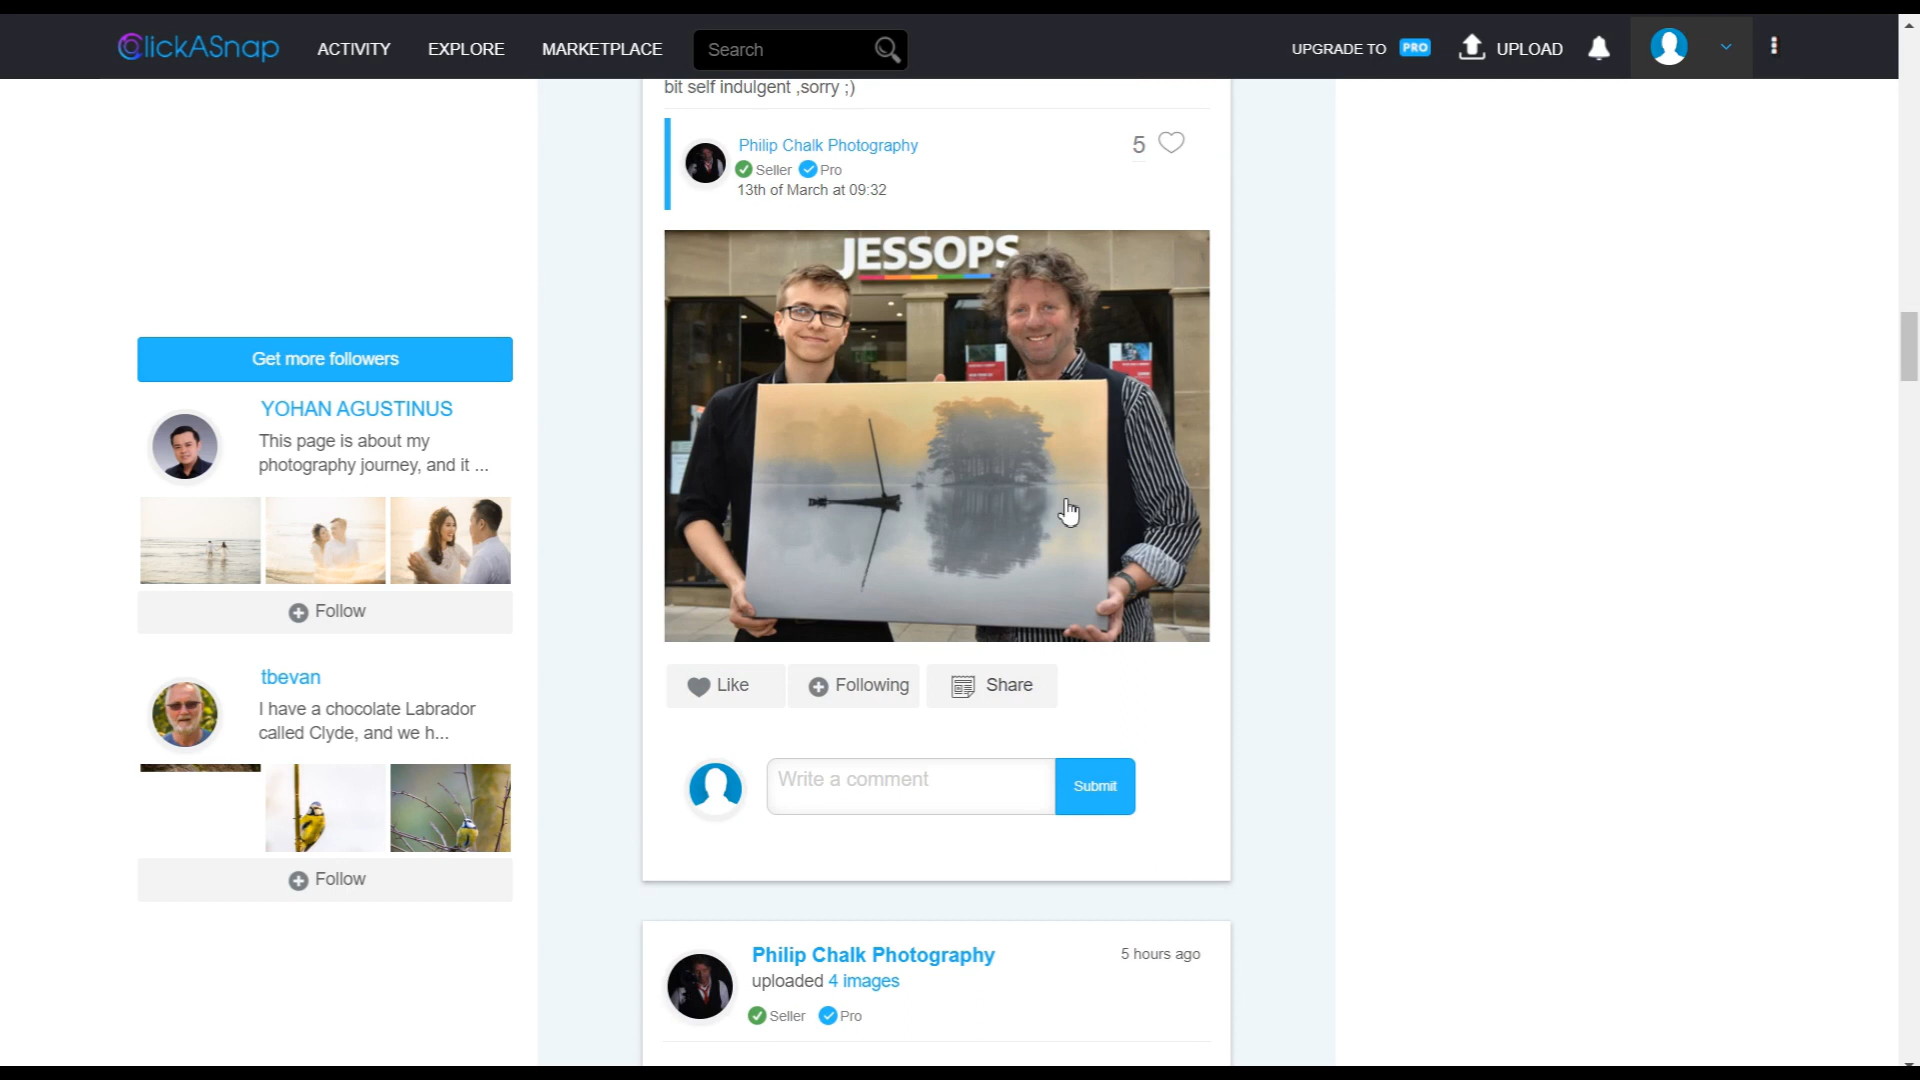 ClickASnap ACTIVITY EXPLORE MARKETPLACE Search UPGRADE TO PRO UPLOAD
bit self indulgent ,sorry ;)
Philip Chalk Photography
5
Seller Pro
13th of March at 09:32
JESSOPS
Get more followers
YOHAN AGUSTINUS
This page is about my
photography journey, and it ...
Follow
tbevan
I have a chocolate Labrador
called Clyde, and we h...
Follow
Like Following Share
Write a comment Submit
Philip Chalk Photography 5 hours ago
uploaded 4 images
Seller Pro